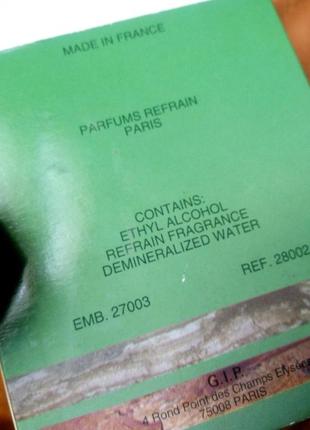 MADE IN FRANCE
PARFUMS REFRAIN
PARIS
CONTAINS:
ETHYL ALCOHOL
REFRAIN FRAGRANCE
DEMINERALIZED WATER
EMB. 27003
REF. 28002
G.I.P.
4 Rond Point des Champs Elysées
75008 PARIS